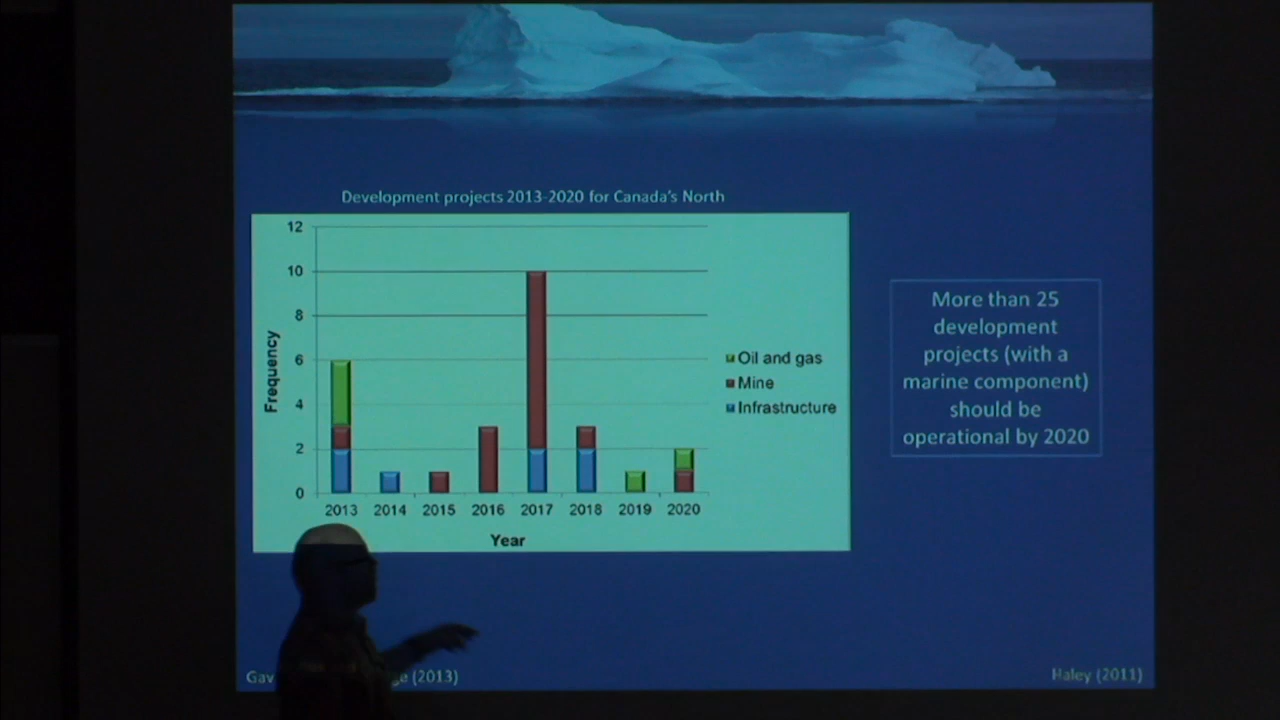 Development projects 2013-2020 for Canada's North
12
10
8
6
4
2
0
Frequency
2013 2014 2015 2016 2017 2018 2019 2020
Year
Oil and gas
Mine
Infrastructure
More than 25
development
projects (with a
marine component)
should be
operational by 2020
(2013)
Haley (2011)